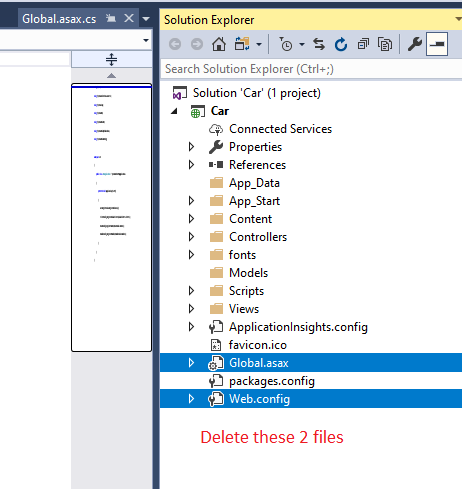 Global.asax.cs
Solution Explorer
Search Solution Explorer (Ctrl+;)
Solution 'Car' (1 project)
Car
Connected Services
Properties
References
App_Data
App_Start
Content
Controllers
fonts
Models
Scripts
Views
ApplicationInsights.config
favicon.ico
Global.asax
packages.config
Web.config
Delete these 2 files